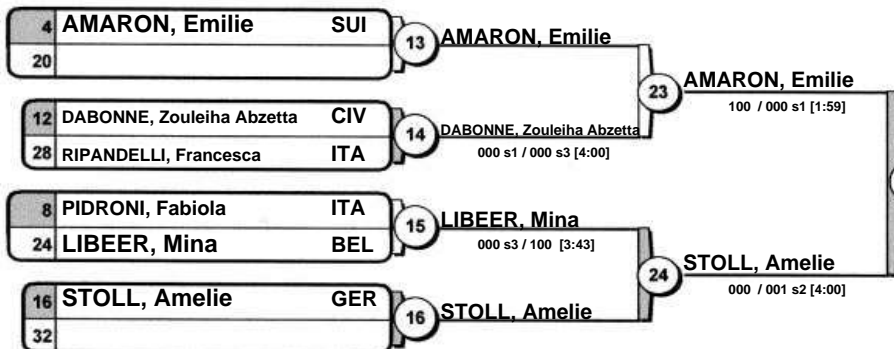 4 AMARON, Emilie SUI
20
13 AMARON, Emilie
23 AMARON, Emilie
100 / 000 s1 [1:59]
12 DABONNE, Zouleiha Abzetta CIV
28 RIPANDELLI, Francesca ITA
14 DABONNE, Zouleiha Abzetta
000 s1 / 000 s3 [4:00]
8 PIDRONI, Fabiola ITA
24 LIBEER, Mina BEL
15 LIBEER, Mina
000 s3 / 100 [3:43]
24 STOLL, Amelie
000 / 001 s2 [4:00]
16 STOLL, Amelie GER
32
16 STOLL, Amelie